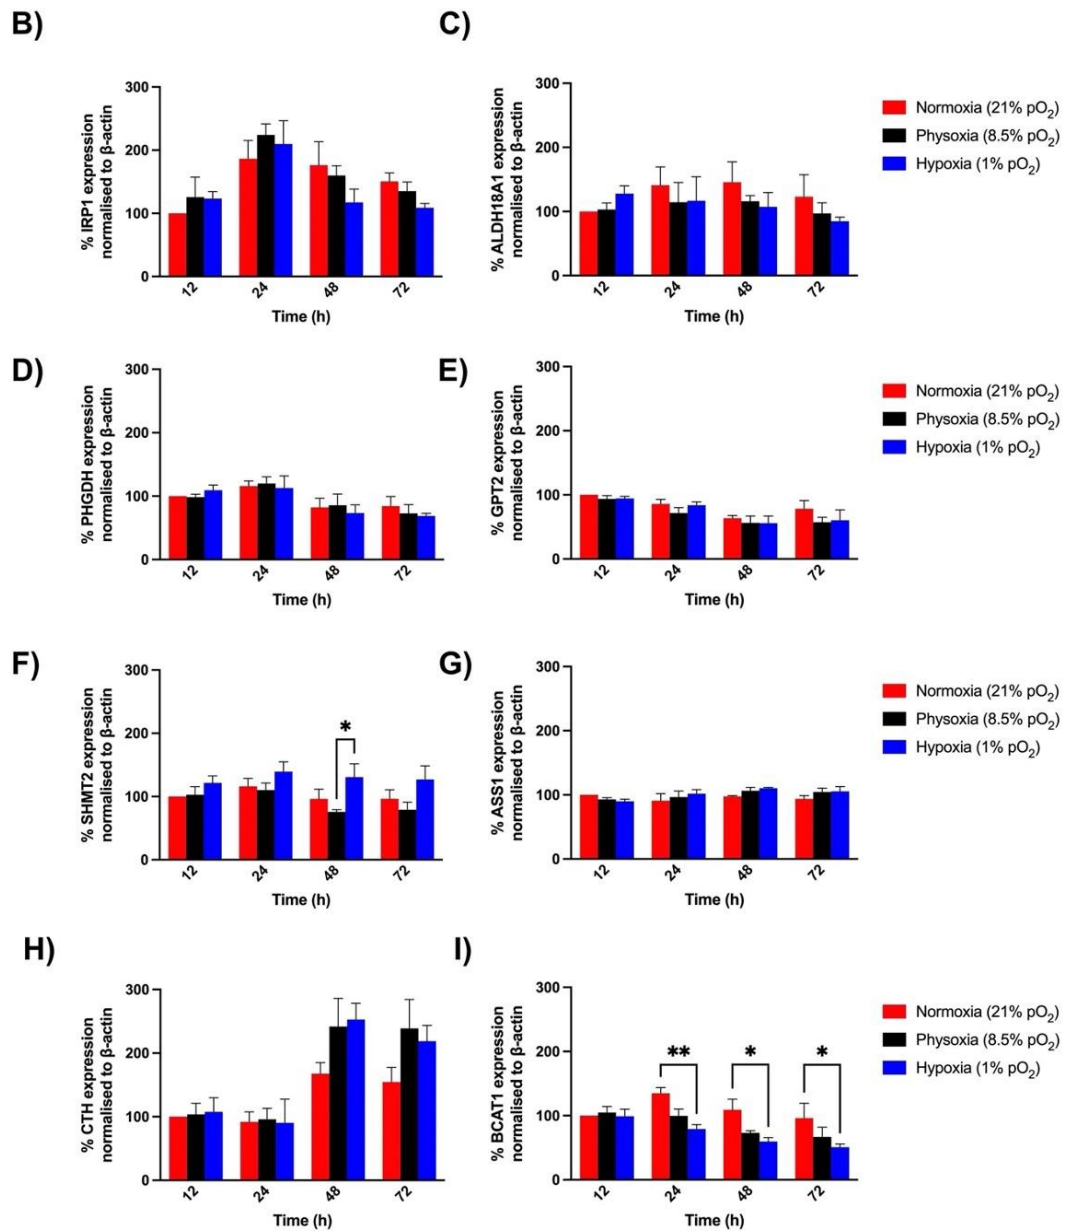 B)
% IRP1 expression
normalised to β-actin
300
200
100
0
12
24
48
72
Time (h)
C)
% ALDH18A1 expression
normalised to β-actin
300
200
100
0
12
24
48
72
Time (h)
Normoxia (21% pO₂)
Physoxia (8.5% pO₂)
Hypoxia (1% pO₂)
D)
% PHGDH expression
normalised to β-actin
300
200
100
0
12
24
48
72
Time (h)
E)
% GPT2 expression
normalised to β-actin
300
200
100
0
12
24
48
72
Time (h)
Normoxia (21% pO₂)
Physoxia (8.5% pO₂)
Hypoxia (1% pO₂)
F)
% SHMT2 expression
normalised to β-actin
300
200
100
0
*
12
24
48
72
Time (h)
G)
% ASS1 expression
normalised to β-actin
300
200
100
0
12
24
48
72
Time (h)
Normoxia (21% pO₂)
Physoxia (8.5% pO₂)
Hypoxia (1% pO₂)
H)
% CTH expression
normalised to β-actin
300
200
100
0
12
24
48
72
Time (h)
I)
% BCAT1 expression
normalised to β-actin
300
200
100
0
**
*
*
12
24
48
72
Time (h)
Normoxia (21% pO₂)
Physoxia (8.5% pO₂)
Hypoxia (1% pO₂)